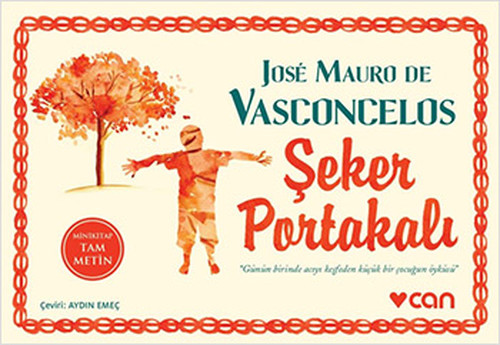 JOSÉ MAURO DE
VASCONCELOS
Şeker
Portakalı
"Günün birinde acıyı keşfeden küçük bir çocuğun öyküsü"
MİNİKİTAP
TAM
METİN
Çeviri: AYDIN EMEÇ
can